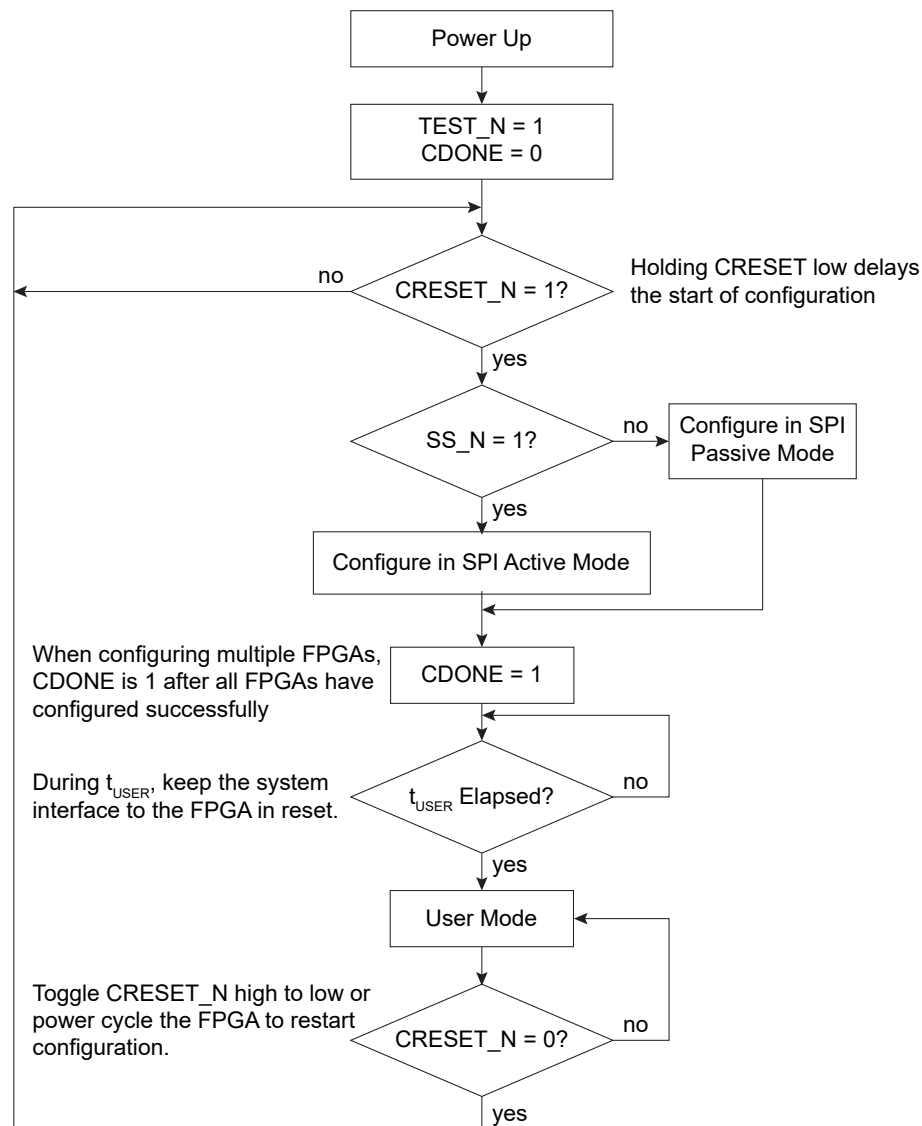 Power Up
TEST_N = 1
CDONE = 0
no
CRESET_N = 1?
Holding CRESET low delays
the start of configuration
yes
SS_N = 1?
no
Configure in SPI
Passive Mode
yes
Configure in SPI Active Mode
When configuring multiple FPGAs,
CDONE is 1 after all FPGAs have
configured successfully
CDONE = 1
During tUSER, keep the system
interface to the FPGA in reset.
tUSER Elapsed?
no
yes
User Mode
Toggle CRESET_N high to low or
power cycle the FPGA to restart
configuration.
CRESET_N = 0?
no
yes